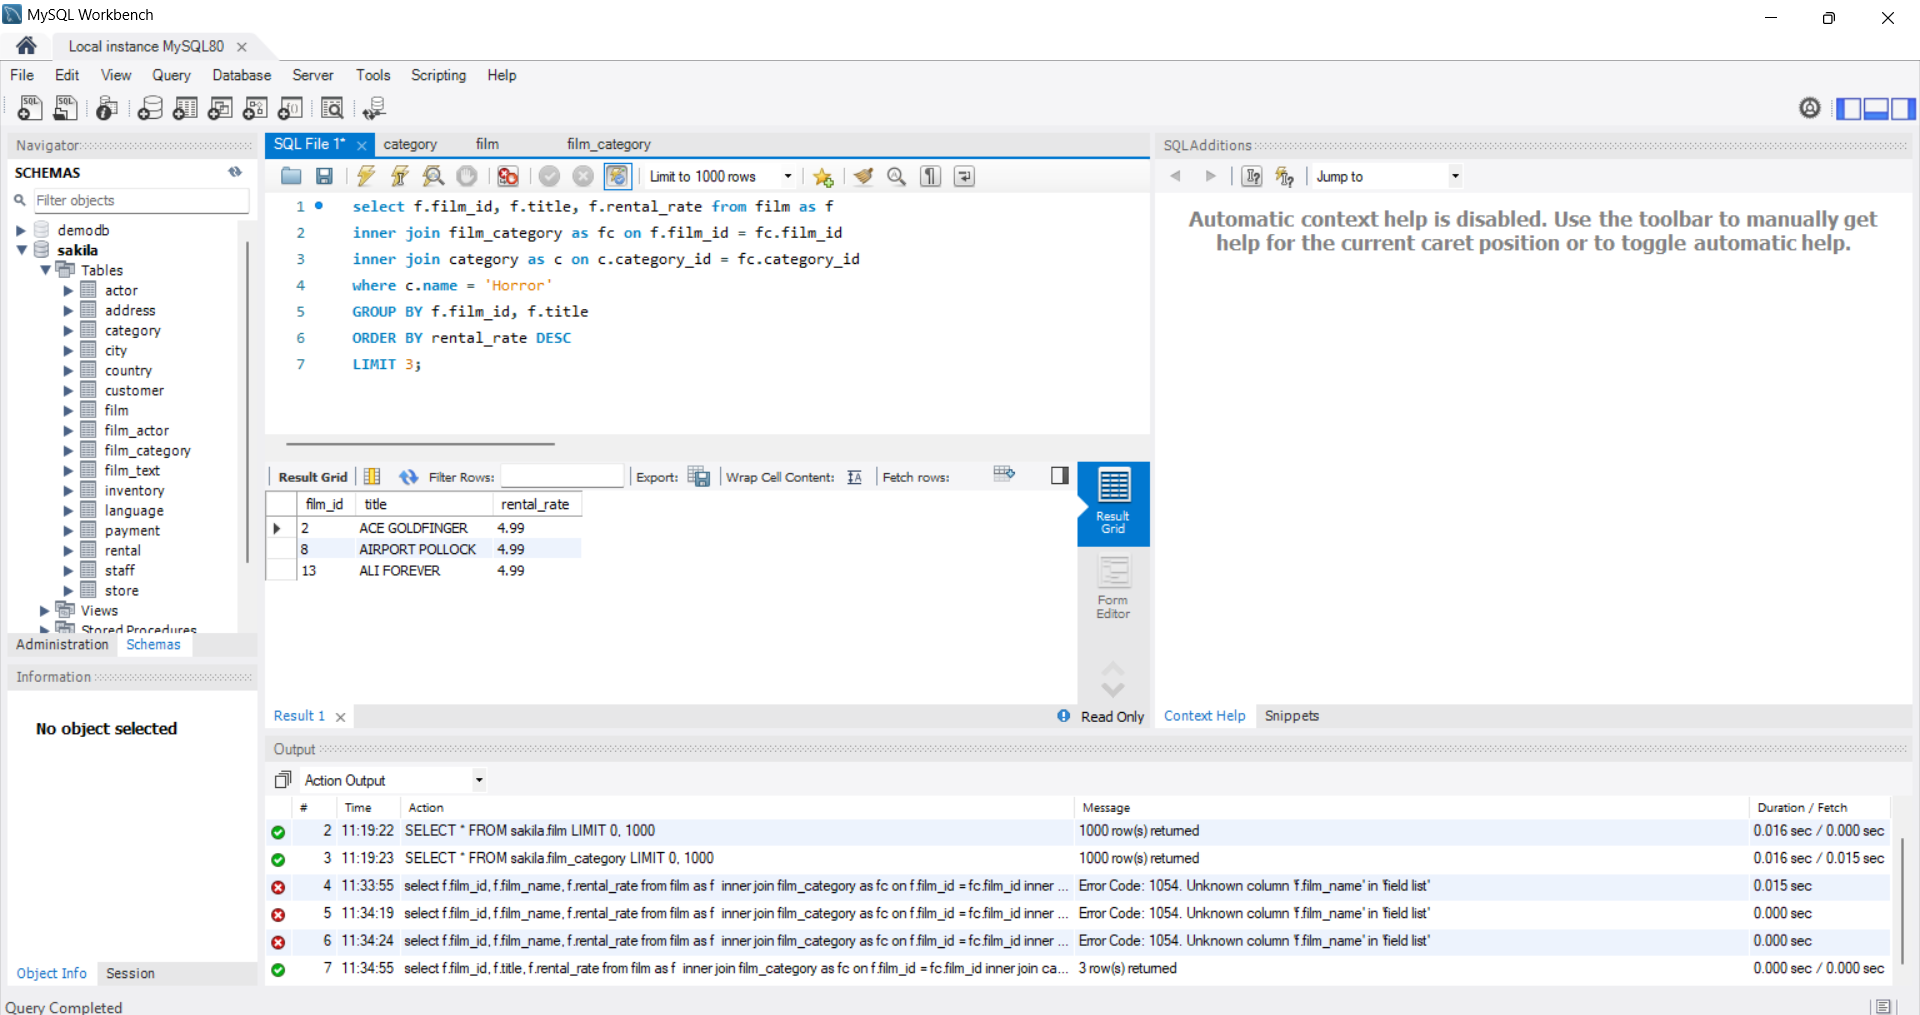 MySQL Workbench
Local instance MySQL80
File Edit View Query Database Server Tools Scripting Help
Navigator
SCHEMAS
Filter objects
demodb
sakila
Tables
actor
address
category
city
country
customer
film
film_actor
film_category
film_text
inventory
language
payment
rental
staff
store
Views
Stored Procedures
Administration Schemas
Information
No object selected
Object Info Session
SQL File 1* category film film_category
Limit to 1000 rows
1 select f.film_id, f.title, f.rental_rate from film as f
2 inner join film_category as fc on f.film_id = fc.film_id
3 inner join category as c on c.category_id = fc.category_id
4 where c.name = 'Horror'
5 GROUP BY f.film_id, f.title
6 ORDER BY rental_rate DESC
7 LIMIT 3;
Result Grid Filter Rows: Export: Wrap Cell Content: Fetch rows:
film_id title rental_rate
2 ACE GOLDFINGER 4.99
8 AIRPORT POLLOCK 4.99
13 ALI FOREVER 4.99
Result
Grid
Form
Editor
Result 1
Read Only
SQLAdditions
Jump to
Automatic context help is disabled. Use the toolbar to manually get
help for the current caret position or to toggle automatic help.
Context Help Snippets
Output
Action Output
# Time Action Message Duration / Fetch
2 11:19:22 SELECT * FROM sakila.film LIMIT 0, 1000 1000 row(s) returned 0.016 sec / 0.000 sec
3 11:19:23 SELECT * FROM sakila.film_category LIMIT 0, 1000 1000 row(s) returned 0.016 sec / 0.015 sec
4 11:33:55 select f.film_id, f.film_name, f.rental_rate from film as f inner join film_category as fc on f.film_id = fc.film_id inner ... Error Code: 1054. Unknown column 'f.film_name' in 'field list' 0.015 sec
5 11:34:19 select f.film_id, f.film_name, f.rental_rate from film as f inner join film_category as fc on f.film_id = fc.film_id inner ... Error Code: 1054. Unknown column 'f.film_name' in 'field list' 0.000 sec
6 11:34:24 select f.film_id, f.film_name, f.rental_rate from film as f inner join film_category as fc on f.film_id = fc.film_id inner ... Error Code: 1054. Unknown column 'f.film_name' in 'field list' 0.000 sec
7 11:34:55 select f.film_id, f.title, f.rental_rate from film as f inner join film_category as fc on f.film_id = fc.film_id inner join ca... 3 row(s) returned 0.000 sec / 0.000 sec
Query Completed